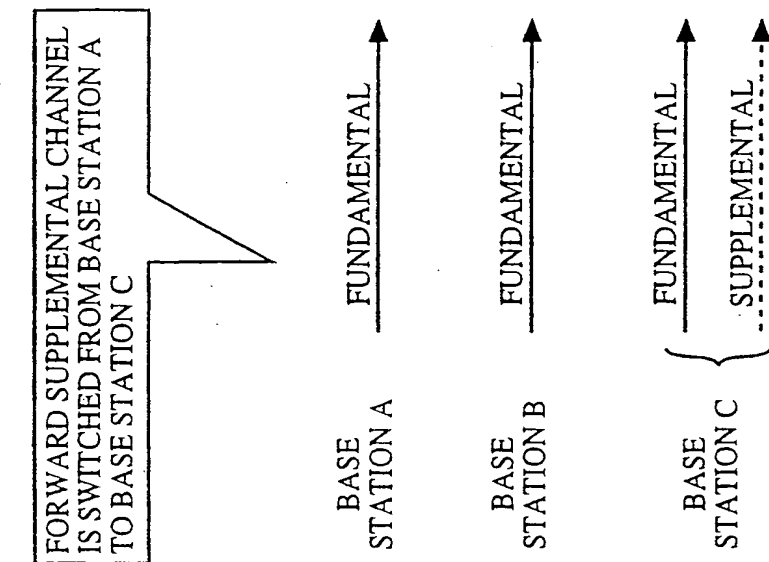 FORWARD SUPPLEMENTAL CHANNEL
IS SWITCHED FROM BASE STATION A
TO BASE STATION C
BASE
STATION A
FUNDAMENTAL
BASE
STATION B
FUNDAMENTAL
BASE
STATION C
FUNDAMENTAL
SUPPLEMENTAL